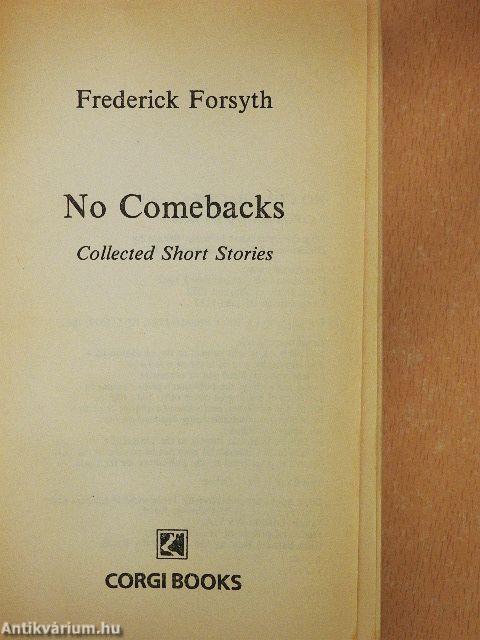 Frederick Forsyth
No Comebacks
Collected Short Stories
CORGI BOOKS
Antikvárium.hu